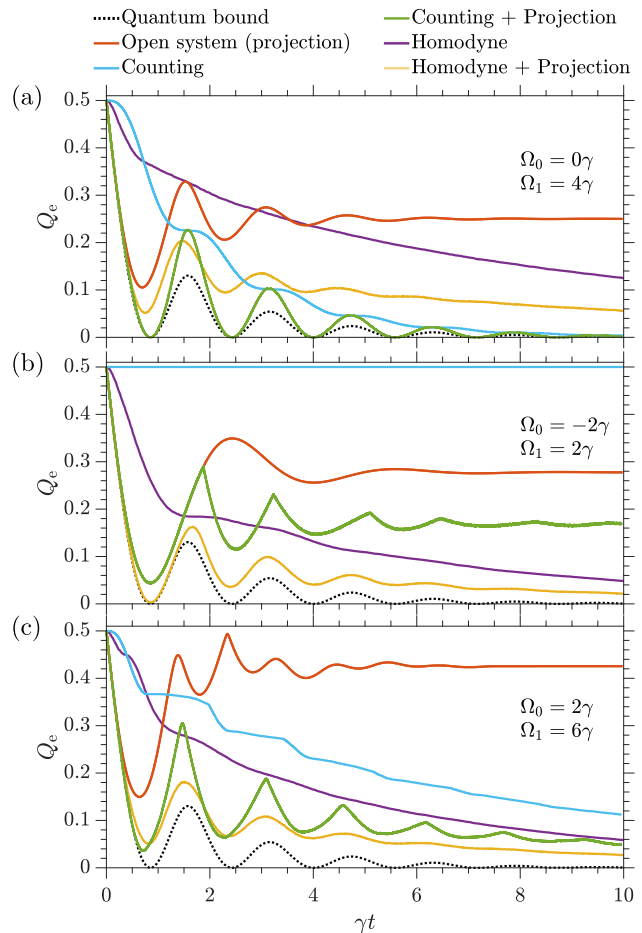 Quantum bound
Open system (projection)
Counting
Counting + Projection
Homodyne
Homodyne + Projection
(a)
0.5
0.4
0.3
0.2
0.1
0
Qe
Ω0 = 0γ
Ω1 = 4γ
(b)
0.5
0.4
0.3
0.2
0.1
0
Qe
Ω0 = −2γ
Ω1 = 2γ
(c)
0.5
0.4
0.3
0.2
0.1
0
Qe
Ω0 = 2γ
Ω1 = 6γ
0 2 4 6 8 10
γt